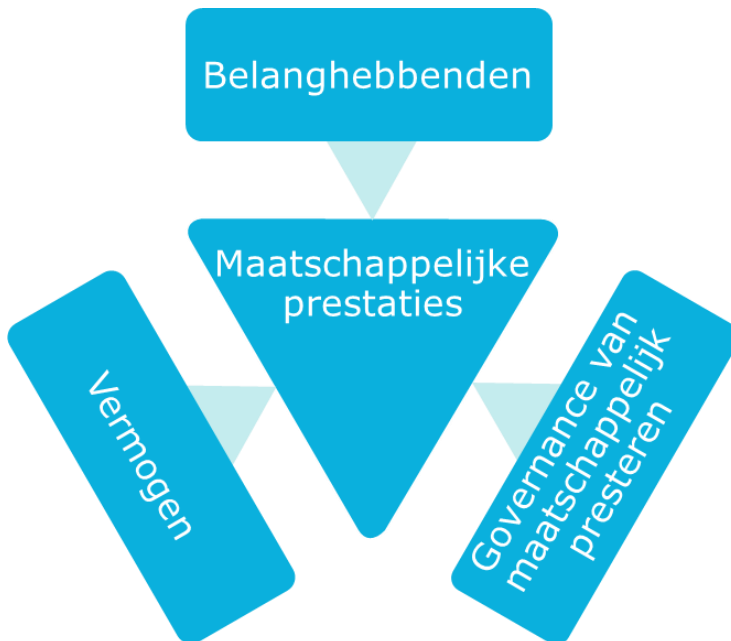 Belanghebbenden
Maatschappelijke
prestaties
Vermogen
Governance van
maatschappelijk
presteren